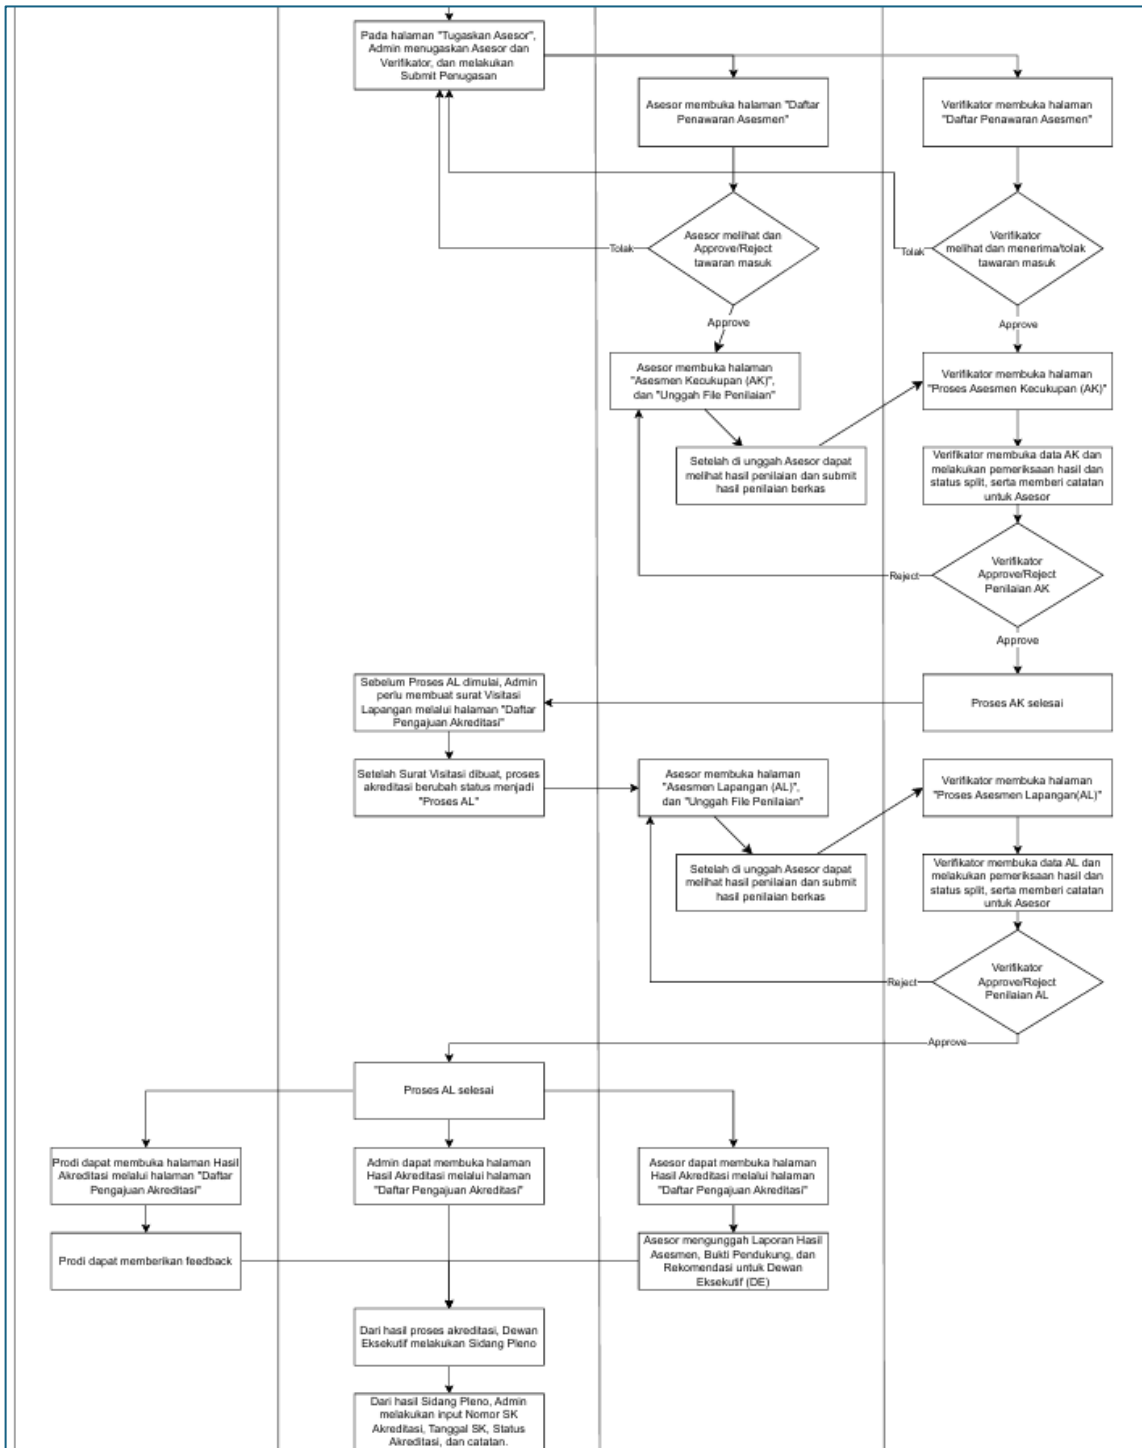 Pada halaman "Tugaskan Asesor",
Admin menugaskan Asesor dan
Verifikator, dan melakukan
Submit Penugasan
Asesor membuka halaman "Daftar
Penawaran Asesmen"
Verifikator membuka halaman
"Daftar Penawaran Asesmen"
Asesor melihat dan
Approve/Reject
tawaran masuk
Tolak
Verifikator
melihat dan menerima/tolak
tawaran masuk
Tolak
Approve
Approve
Asesor membuka halaman
"Asesmen Kecukupan (AK)",
dan "Unggah File Penilaian"
Verifikator membuka halaman
"Proses Asesmen Kecukupan (AK)"
Setelah di unggah Asesor dapat
melihat hasil penilaian dan submit
hasil penilaian berkas
Verifikator membuka data AK dan
melakukan pemeriksaan hasil dan
status split, serta memberi catatan
untuk Asesor
Verifikator
Approve/Reject
Penilaian AK
Reject
Approve
Sebelum Proses AL dimulai, Admin
perlu membuat surat Visitasi
Lapangan melalui halaman "Daftar
Pengajuan Akreditasi"
Proses AK selesai
Setelah Surat Visitasi dibuat, proses
akreditasi berubah status menjadi
"Proses AL"
Asesor membuka halaman
"Asesmen Lapangan (AL)",
dan "Unggah File Penilaian"
Verifikator membuka halaman
"Proses Asesmen Lapangan(AL)"
Setelah di unggah Asesor dapat
melihat hasil penilaian dan submit
hasil penilaian berkas
Verifikator membuka data AL dan
melakukan pemeriksaan hasil dan
status split, serta memberi catatan
untuk Asesor
Verifikator
Approve/Reject
Penilaian AL
Reject
Approve
Proses AL selesai
Prodi dapat membuka halaman Hasil
Akreditasi melalui halaman "Daftar
Pengajuan Akreditasi"
Admin dapat membuka halaman
Hasil Akreditasi melalui halaman
"Daftar Pengajuan Akreditasi"
Asesor dapat membuka halaman
Hasil Akreditasi melalui halaman
"Daftar Pengajuan Akreditasi"
Prodi dapat memberikan feedback
Asesor mengunggah Laporan Hasil
Asesmen, Bukti Pendukung, dan
Rekomendasi untuk Dewan
Eksekutif (DE)
Dari hasil proses akreditasi, Dewan
Eksekutif melakukan Sidang Pleno
Dari hasil Sidang Pleno, Admin
melakukan input Nomor SK
Akreditasi, Tanggal SK, Status
Akreditasi, dan catatan.